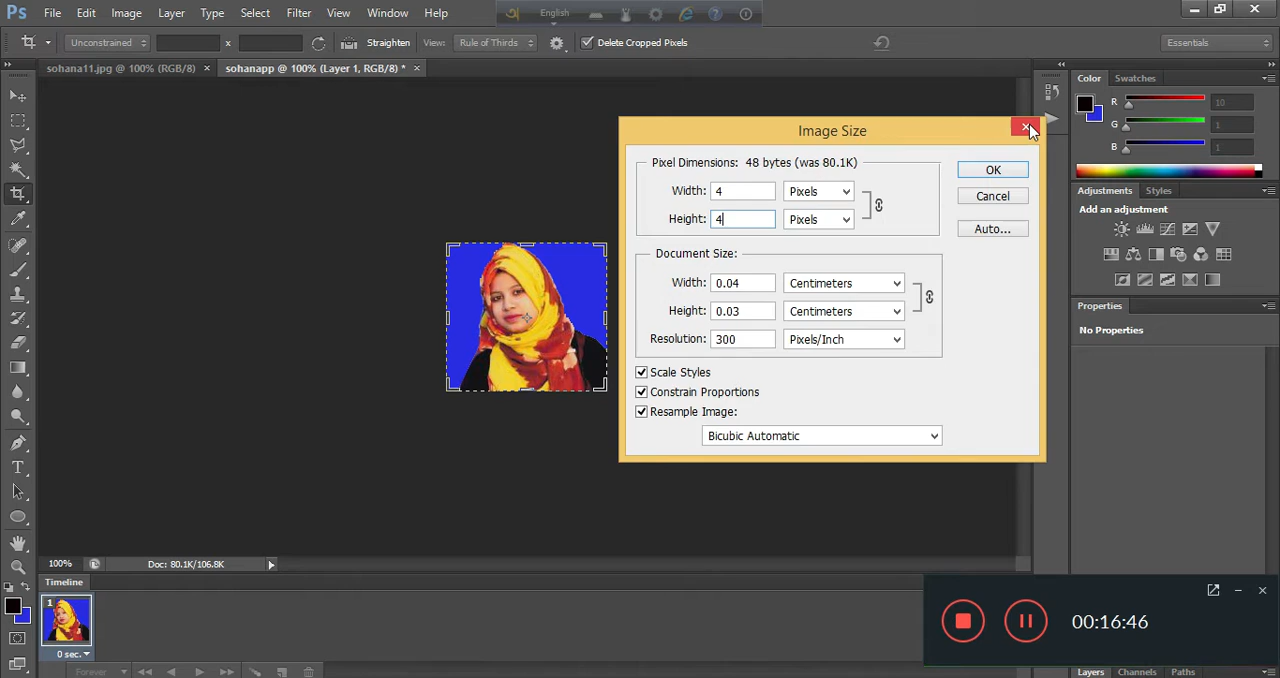 Ps File Edit Image Layer Type Select Filter View Window Help
English
Unconstrained x Straighten View: Rule of Thirds Delete Cropped Pixels Essentials
sohana11.jpg @ 100% (RGB/8) × sohanapp @ 100% (Layer 1, RGB/8) * ×
Color Swatches
R 10
G 1
B 1
Image Size
Pixel Dimensions: 48 bytes (was 80.1K)
Width: 4 Pixels
Height: 4 Pixels
OK
Cancel
Auto...
Document Size:
Width: 0.04 Centimeters
Height: 0.03 Centimeters
Resolution: 300 Pixels/Inch
Scale Styles
Constrain Proportions
Resample Image:
Bicubic Automatic
Adjustments Styles
Add an adjustment
Properties
No Properties
100% Doc: 80.1K/106.8K
Timeline
1
0 sec.
Forever
00:16:46
Layers Channels Paths